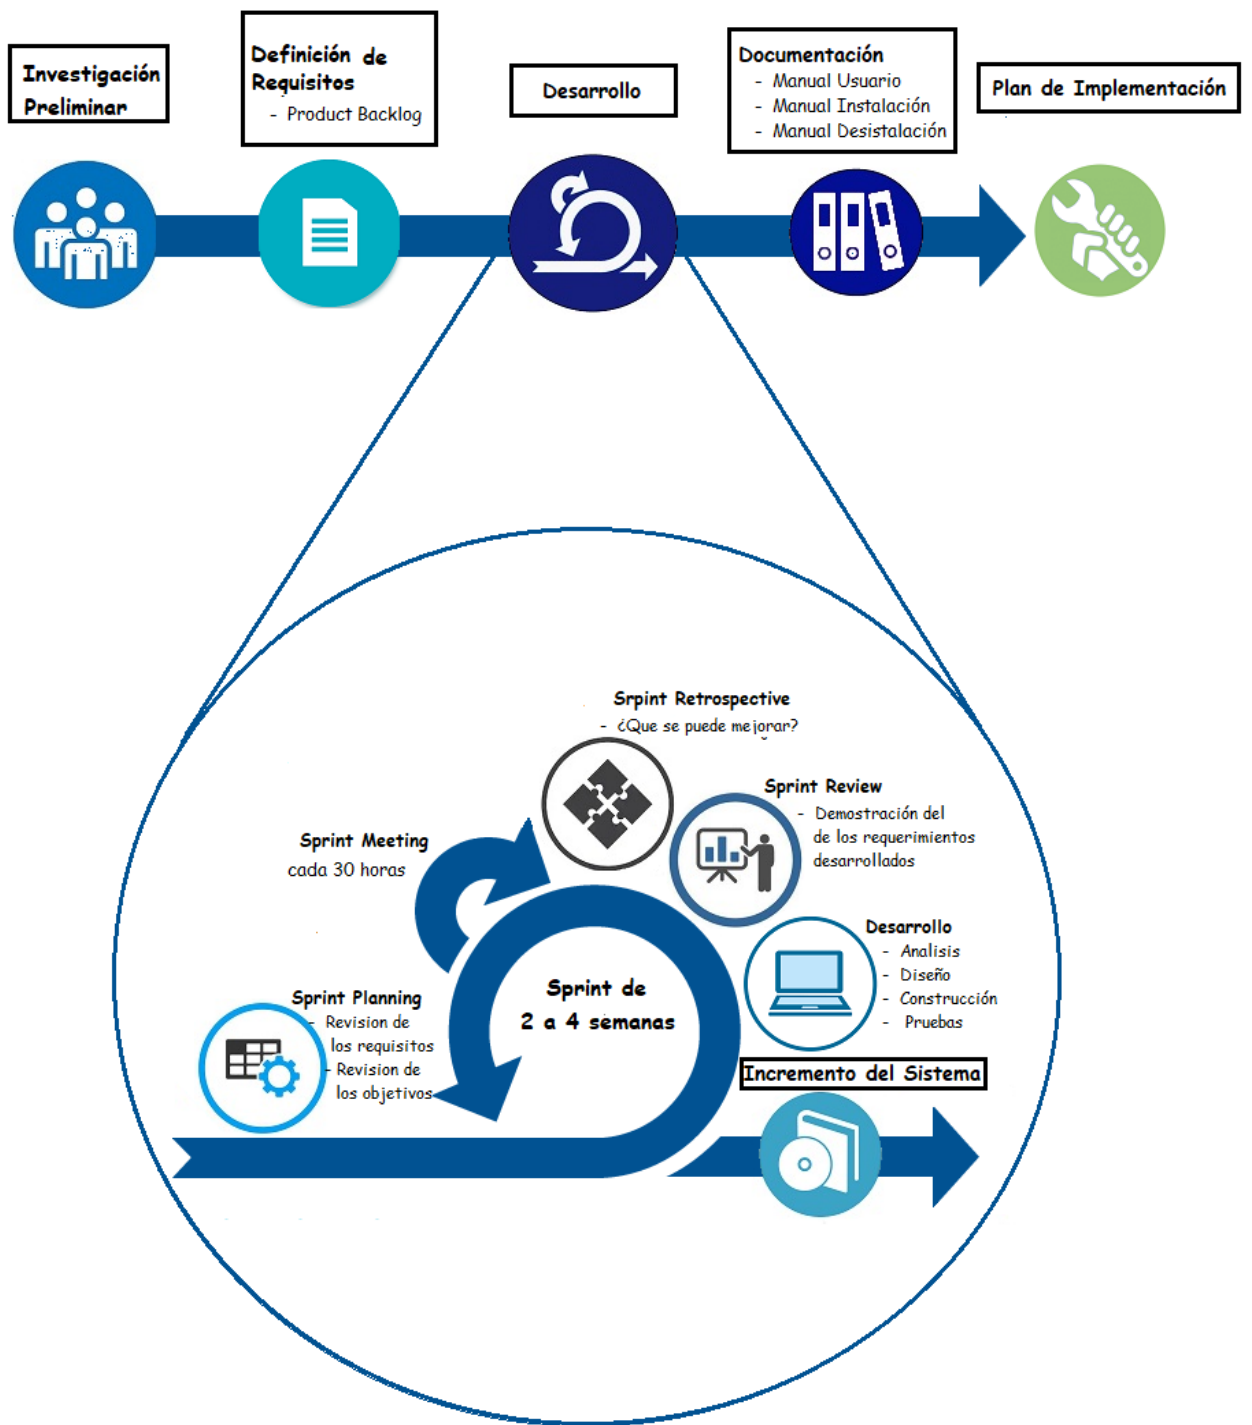 Investigación
Preliminar
Definición de
Requisitos
- Product Backlog
Desarrollo
Documentación
- Manual Usuario
- Manual Instalación
- Manual Desistalación
Plan de Implementación
Srpint Retrospective
- ¿Que se puede mejorar?
Sprint Review
- Demostración del
de los requerimientos
desarrollados
Sprint Meeting
cada 30 horas
Desarrollo
- Analisis
- Diseño
- Construcción
- Pruebas
Sprint de
2 a 4 semanas
Sprint Planning
- Revision de
los requisitos
- Revision de
los objetivos
Incremento del Sistema